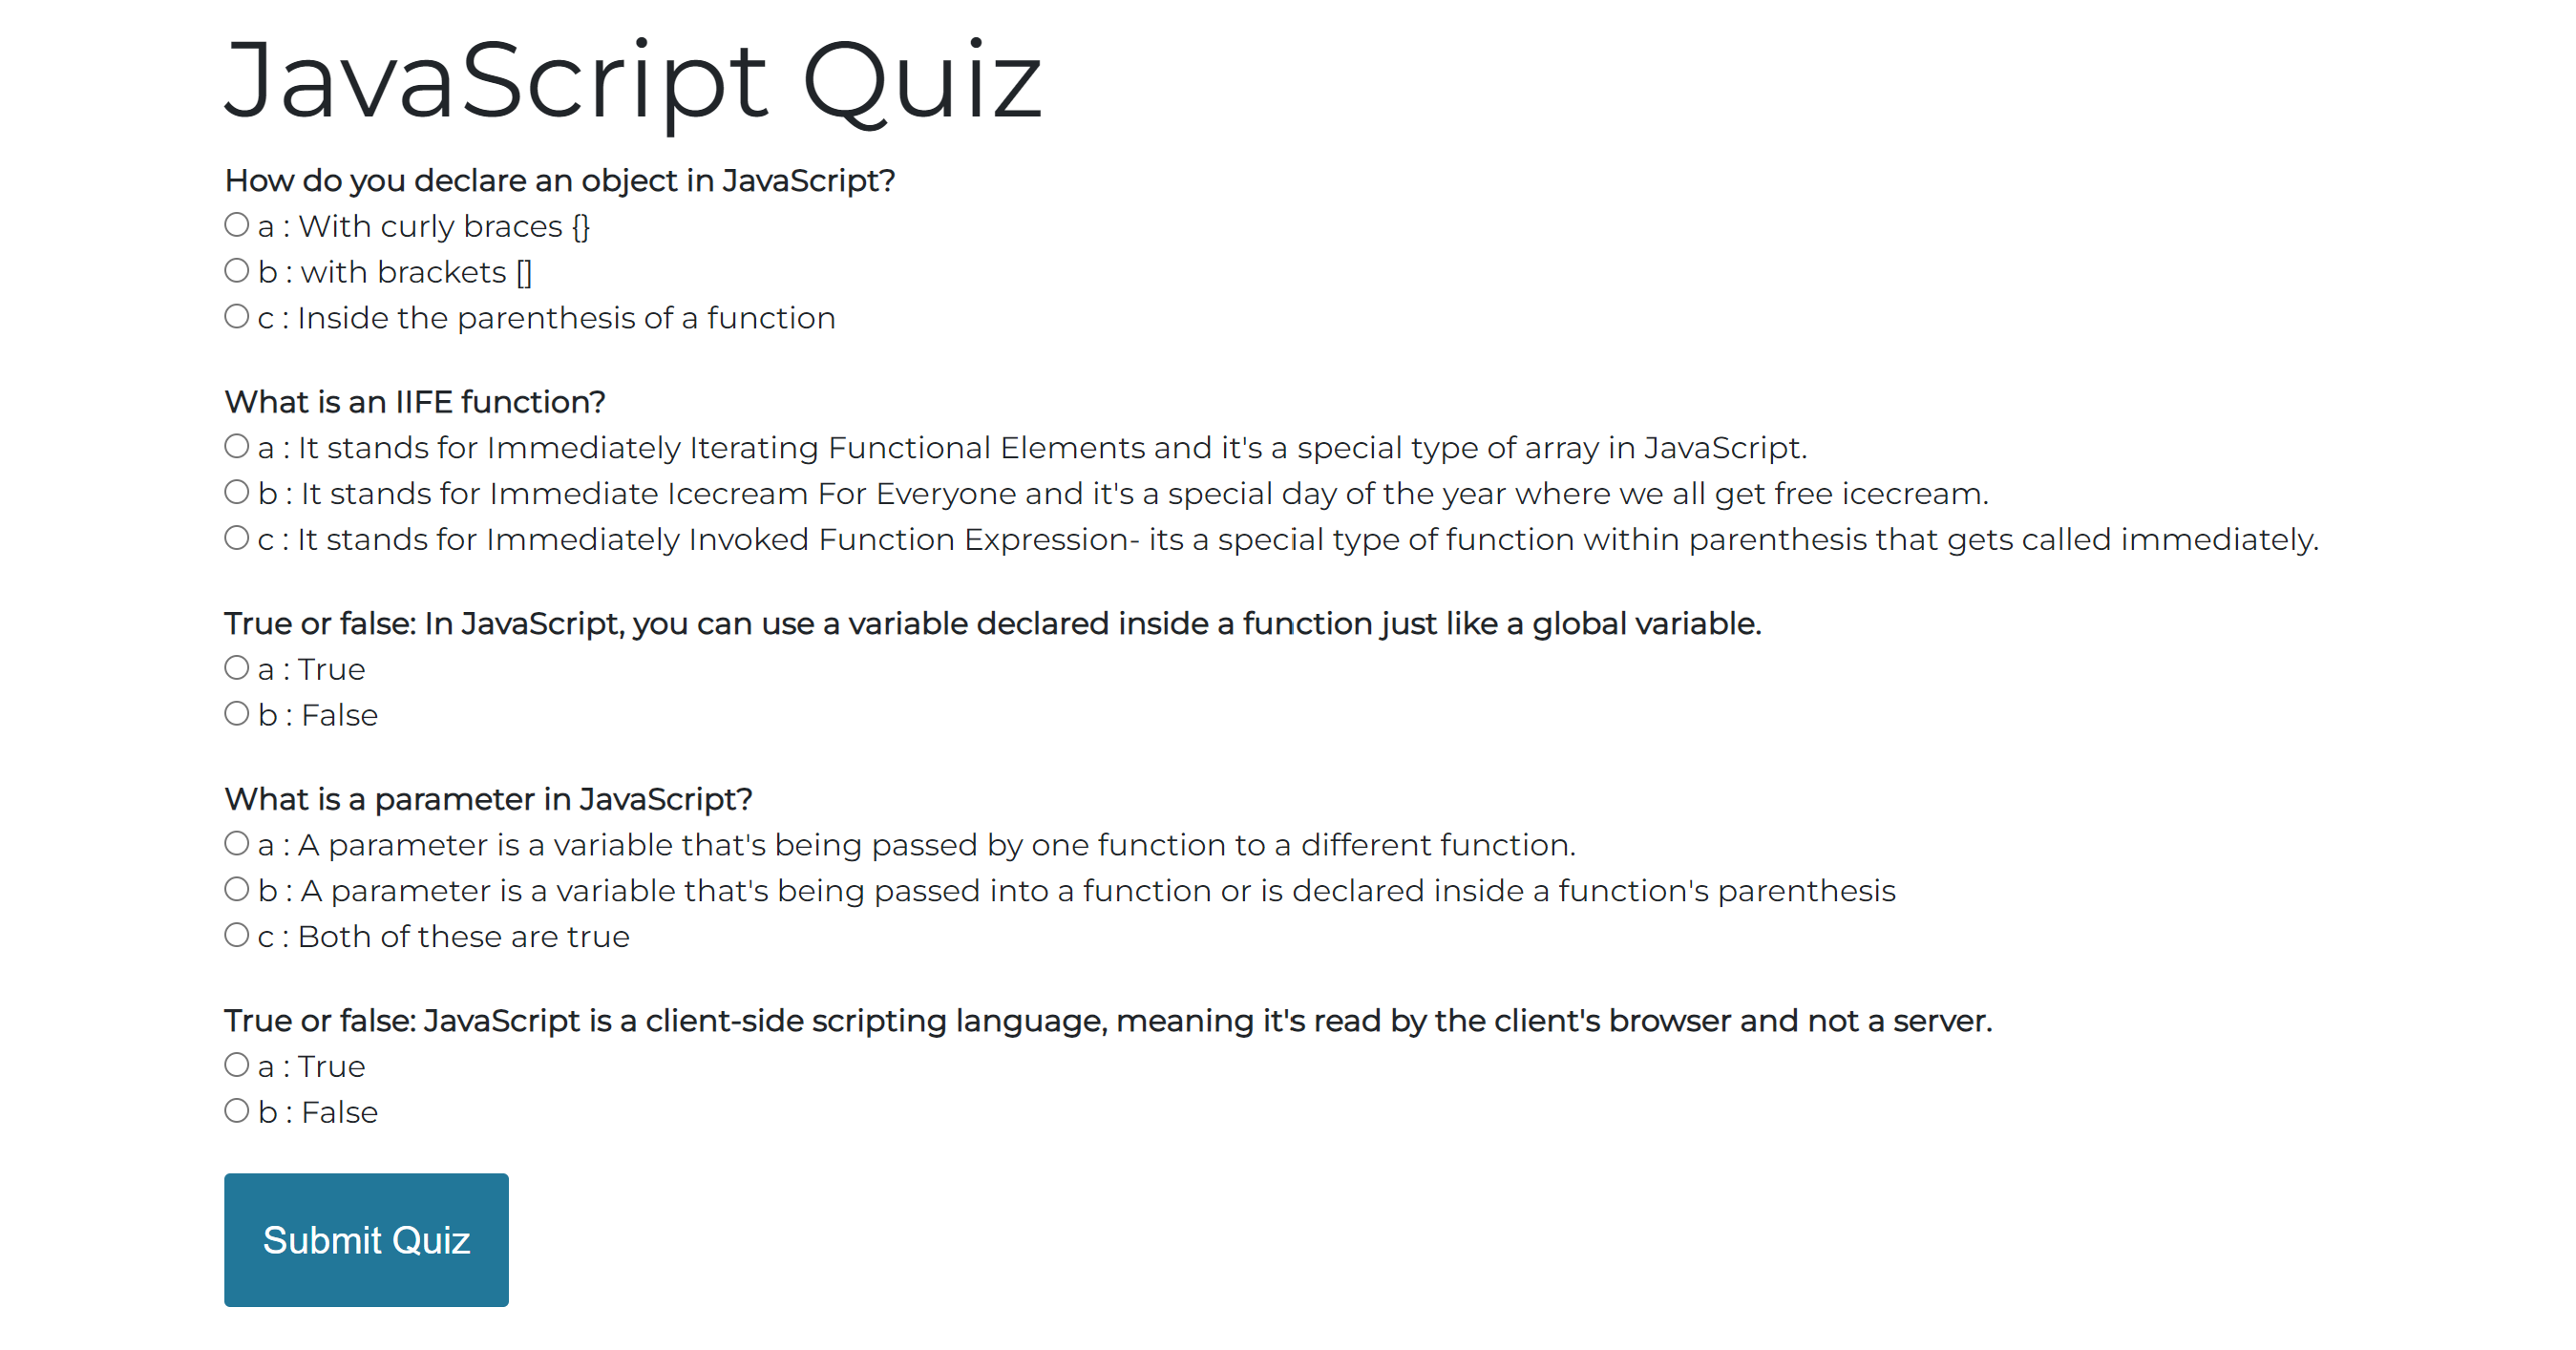 JavaScript Quiz
How do you declare an object in JavaScript?
a : With curly braces {}
b : with brackets []
c : Inside the parenthesis of a function
What is an IIFE function?
a : It stands for Immediately Iterating Functional Elements and it's a special type of array in JavaScript.
b : It stands for Immediate Icecream For Everyone and it's a special day of the year where we all get free icecream.
c : It stands for Immediately Invoked Function Expression- its a special type of function within parenthesis that gets called immediately.
True or false: In JavaScript, you can use a variable declared inside a function just like a global variable.
a : True
b : False
What is a parameter in JavaScript?
a : A parameter is a variable that's being passed by one function to a different function.
b : A parameter is a variable that's being passed into a function or is declared inside a function's parenthesis
c : Both of these are true
True or false: JavaScript is a client-side scripting language, meaning it's read by the client's browser and not a server.
a : True
b : False
Submit Quiz